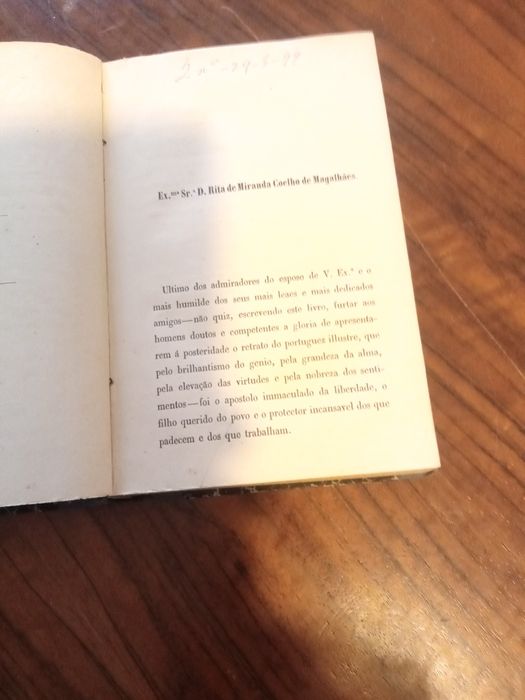 Ex.ma Sr.a D. Rita de Miranda Coelho de Magalhães
Ultimo dos admiradores do esposo de V. Ex.a e o
mais humilde dos seus mais leaes e mais dedicados
amigos—não quiz, escrevendo este livro, furtar aos
homens doutos e competentes a gloria de apresenta-
rem á posteridade o retrato do portuguez illustre, que
pelo brilhantismo do genio, pela grandeza da alma,
pela elevação das virtudes e pela nobreza dos senti-
mentos—foi o apostolo immaculado da liberdade, o
filho querido do povo e o protector incansavel dos que
padecem e dos que trabalham.